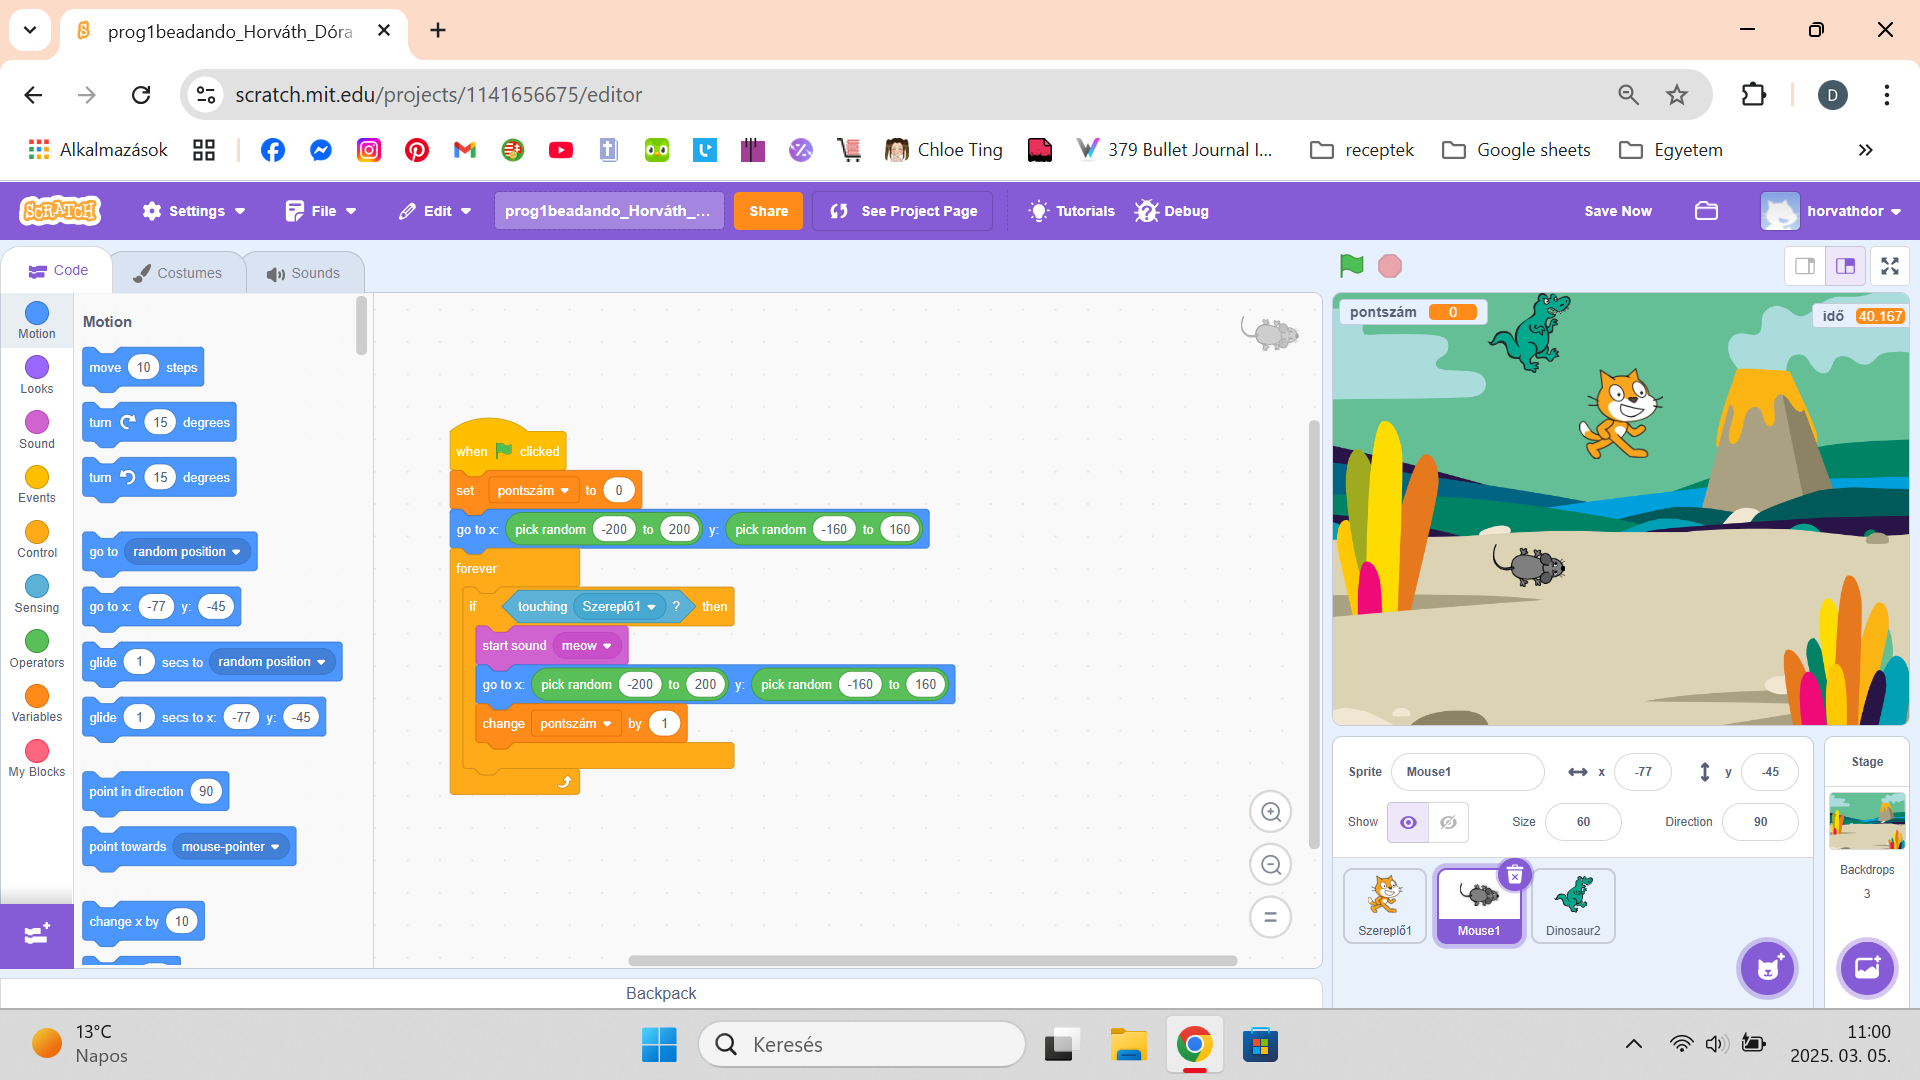 prog1beadando_Horváth_Dóra
scratch.mit.edu/projects/1141656675/editor
D
Alkalmazások
Chloe Ting
379 Bullet Journal I...
receptek
Google sheets
Egyetem
SCRATCH
Settings
File
Edit
prog1beadando_Horváth_...
Share
See Project Page
Tutorials
Debug
Save Now
horvathdor
Code
Costumes
Sounds
Motion
Looks
Sound
Events
Control
Sensing
Operators
Variables
My Blocks
Motion
move 10 steps
turn 15 degrees
turn 15 degrees
go to random position
go to x: -77 y: -45
glide 1 secs to random position
glide 1 secs to x: -77 y: -45
point in direction 90
point towards mouse-pointer
change x by 10
when clicked
set pontszám to 0
go to x: pick random -200 to 200 y: pick random -160 to 160
forever
if touching Szereplő1 ? then
start sound meow
go to x: pick random -200 to 200 y: pick random -160 to 160
change pontszám by 1
Backpack
pontszám 0
idő 40.167
Sprite Mouse1 x -77 y -45
Show Size 60 Direction 90
Szereplő1
Mouse1
Dinosaur2
Stage
Backdrops
3
13°C
Napos
Keresés
11:00
2025. 03. 05.